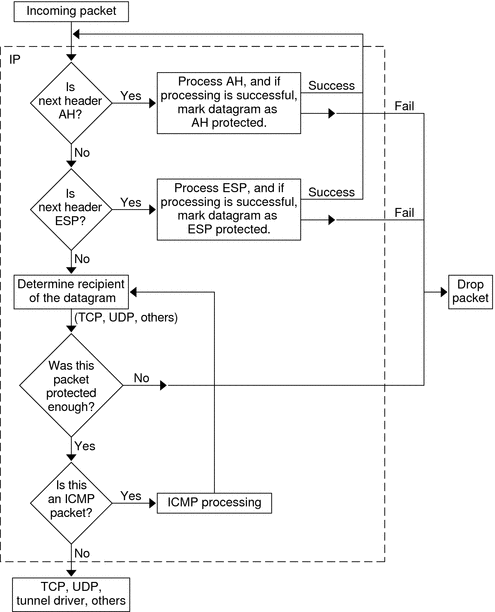 Incoming packet
IP
Is
next header
AH?
Yes
Process AH, and if
processing is successful,
mark datagram as
AH protected.
Success
Fail
No
Is
next header
ESP?
Yes
Process ESP, and if
processing is successful,
mark datagram as
ESP protected.
Success
Fail
No
Determine recipient
of the datagram
Drop
packet
(TCP, UDP, others)
Was this
packet
protected
enough?
No
Yes
Is this
an ICMP
packet?
Yes
ICMP processing
No
TCP, UDP,
tunnel driver, others